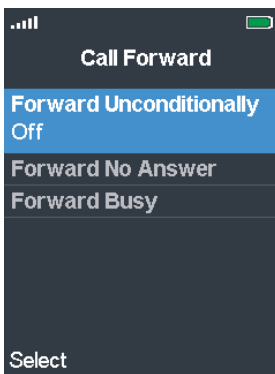 Call Forward
Forward Unconditionally
Off
Forward No Answer
Forward Busy
Select